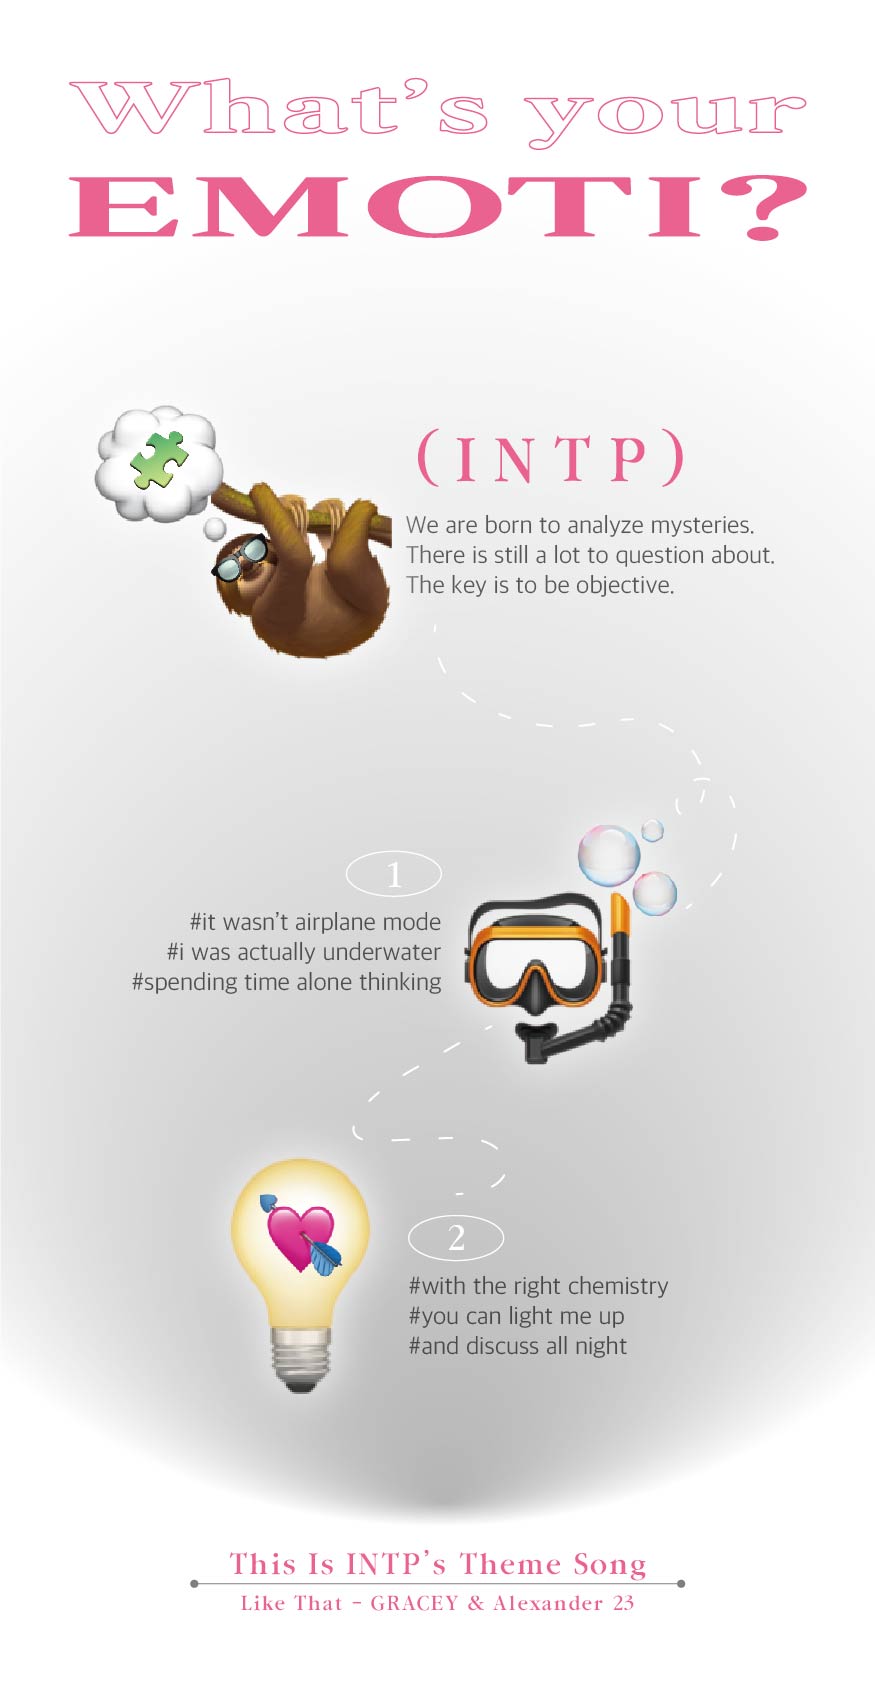 What's your
EMOTI?
(INTP)
We are born to analyze mysteries.
There is still a lot to question about.
The key is to be objective.
1
#it wasn't airplane mode
#i was actually underwater
#spending time alone thinking
2
#with the right chemistry
#you can light me up
#and discuss all night
This Is INTP's Theme Song
Like That - GRACEY & Alexander 23